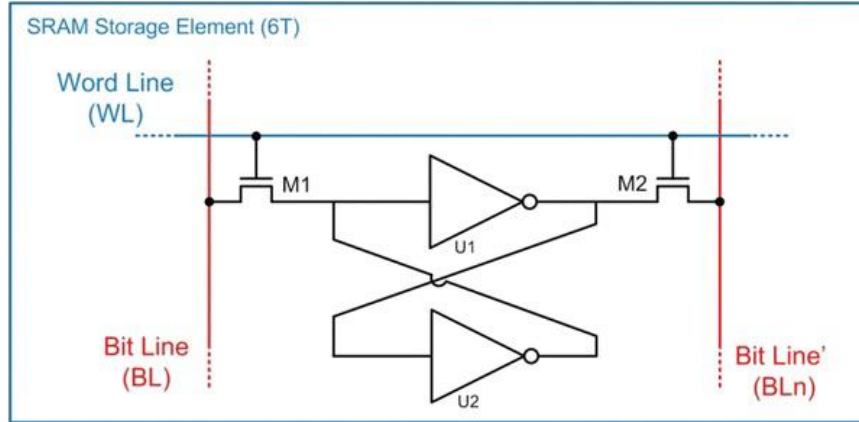 SRAM Storage Element (6T)
Word Line
(WL)
M1
M2
U1
Bit Line
(BL)
U2
Bit Line'
(BLn)